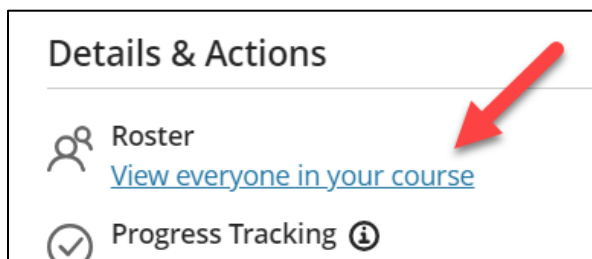 Details & Actions
Roster
View everyone in your course
Progress Tracking